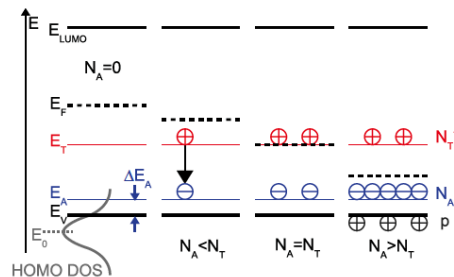 E
E_LUMO
N_A=0
E_F
E_T
N_T
ΔE_A
E_A
N_A
E_V
p
E_0
N_A<N_T
N_A=N_T
N_A>N_T
HOMO DOS